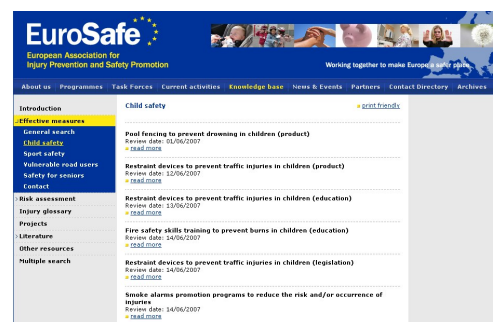 EuroSafe
European Association for
Injury Prevention and Safety Promotion
Working together to make Europe a safer place
About us Programmes Task Forces Current activities Knowledge base News & Events Partners Contact Directory Archives
Introduction
Effective measures
General search
Child safety
Sport safety
Vulnerable road users
Safety for seniors
Contact
Risk assessment
Injury glossary
Projects
Literature
Other resources
Multiple search
Child safety
print friendly
Pool fencing to prevent drowning in children (product)
Review date: 01/06/2007
read more
Restraint devices to prevent traffic injuries in children (product)
Review date: 12/06/2007
read more
Restraint devices to prevent traffic injuries in children (education)
Review date: 13/06/2007
read more
Fire safety skills training to prevent burns in children (education)
Review date: 14/06/2007
read more
Restraint devices to prevent traffic injuries in children (legislation)
Review date: 14/06/2007
read more
Smoke alarms promotion programs to reduce the risk and/or occurrence of
injuries
Review date: 14/06/2007
read more